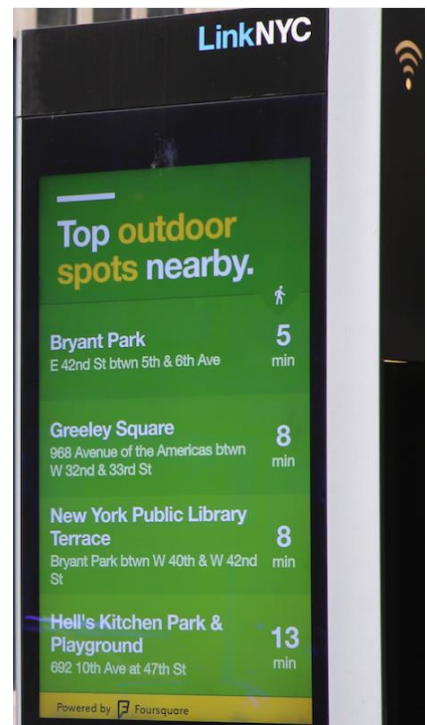 LinkNYC
Top outdoor
spots nearby.
Bryant Park
E 42nd St btwn 5th & 6th Ave
5
min
Greeley Square
968 Avenue of the Americas btwn
W 32nd & 33rd St
8
min
New York Public Library
Terrace
Bryant Park btwn W 40th & W 42nd
St
8
min
Hell's Kitchen Park &
Playground
692 10th Ave at 47th St
13
min
Powered by Foursquare